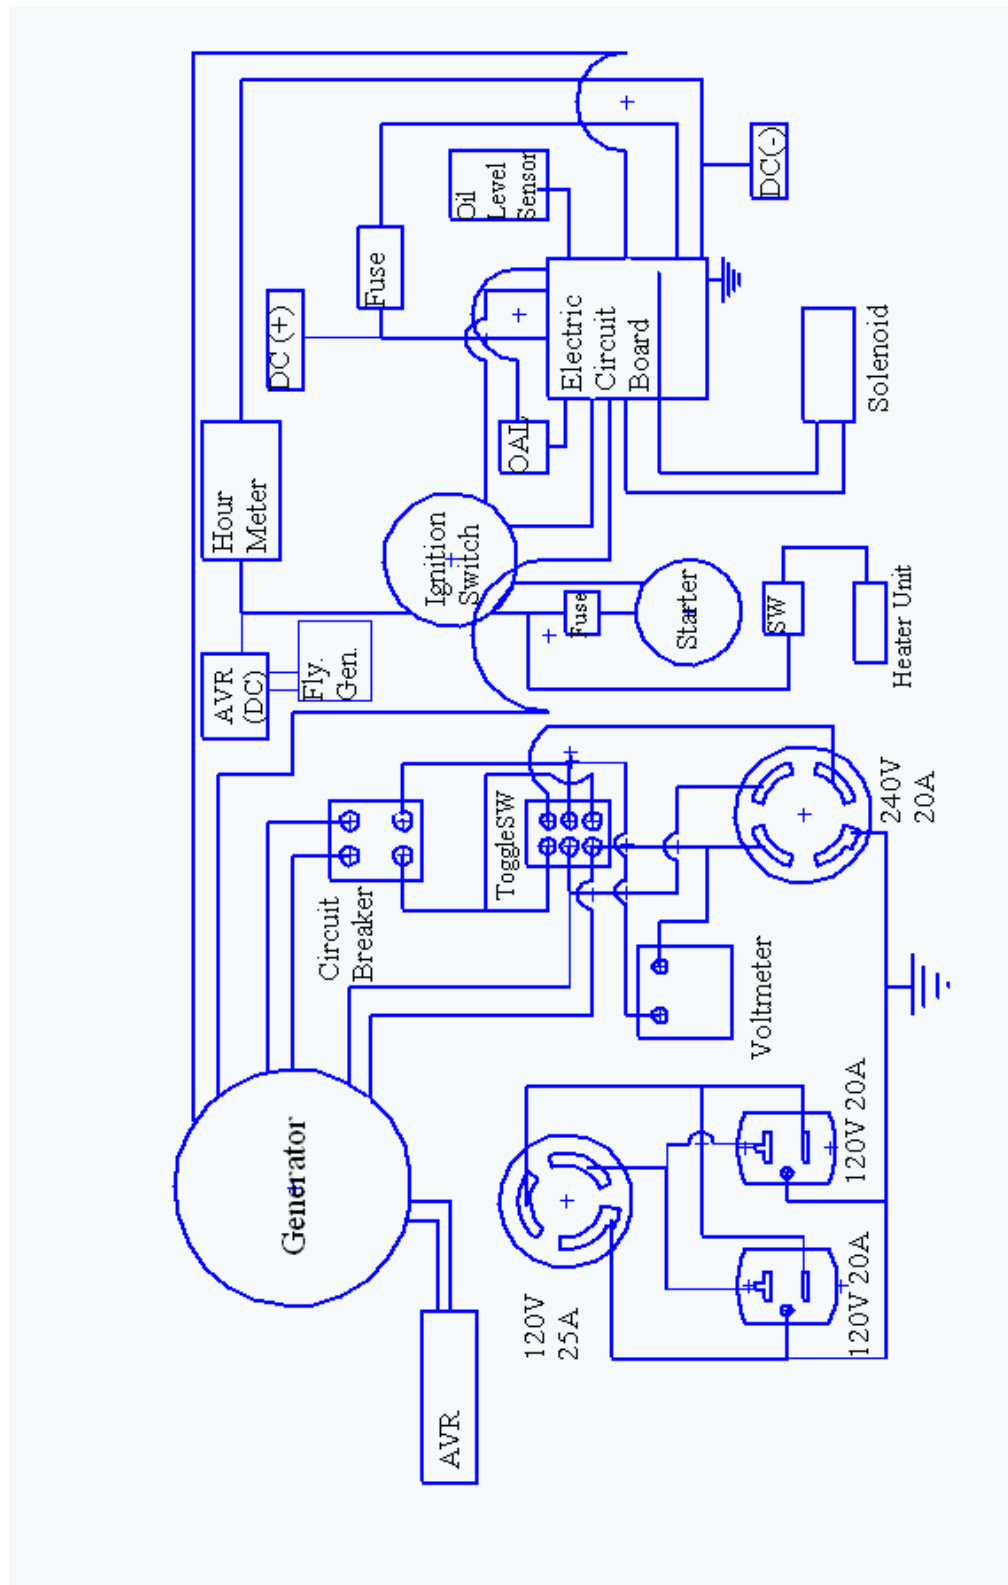 DC(-)
Oil
Level
Sensor
Fuse
DC (+)
Electric
Circuit
Board
Solenoid
OAL
Hour
Meter
Ignition
Switch
Fuse
Starter
SW
Heater Unit
AVR
(DC)
Fly.
Gen.
ToggleSW
240V
20A
Circuit
Breaker
Voltmeter
Generator
120V 20A
120V 20A
120V
25A
AVR